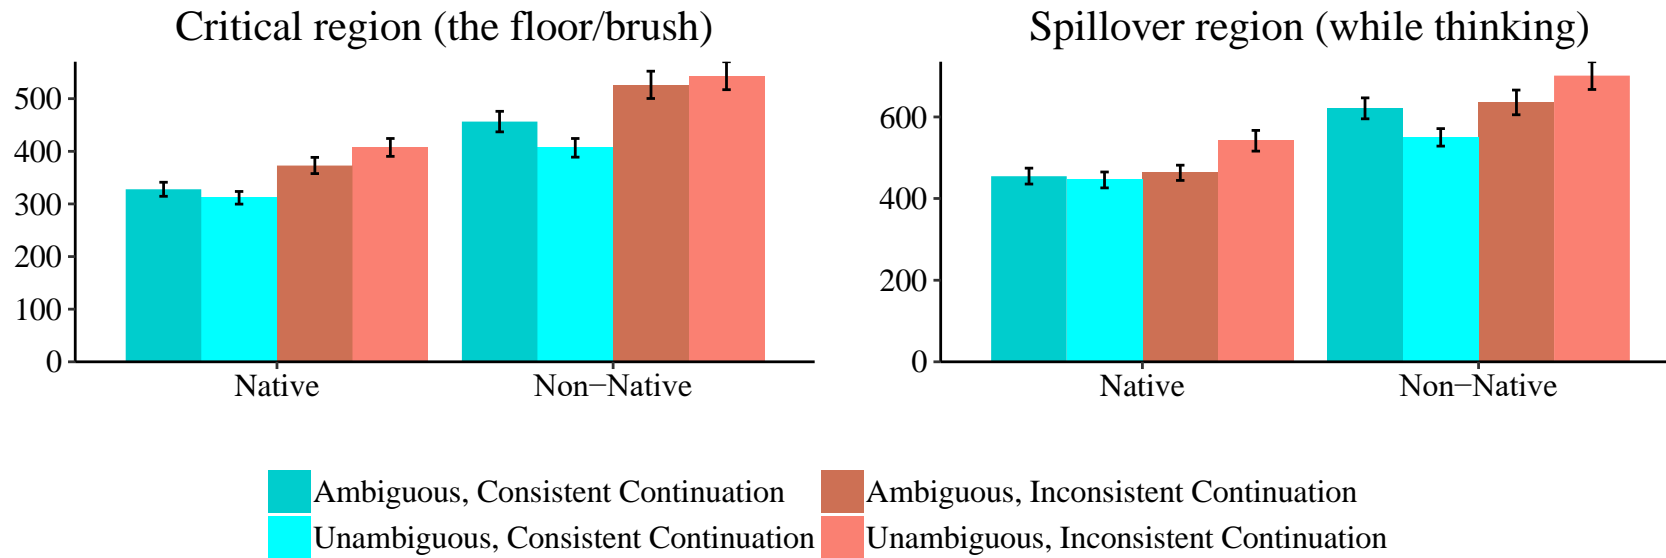 Critical region (the floor/brush)
500
400
300
200
100
0
Native
Non−Native
Spillover region (while thinking)
600
400
200
0
Native
Non−Native
Ambiguous, Consistent Continuation
Ambiguous, Inconsistent Continuation
Unambiguous, Consistent Continuation
Unambiguous, Inconsistent Continuation